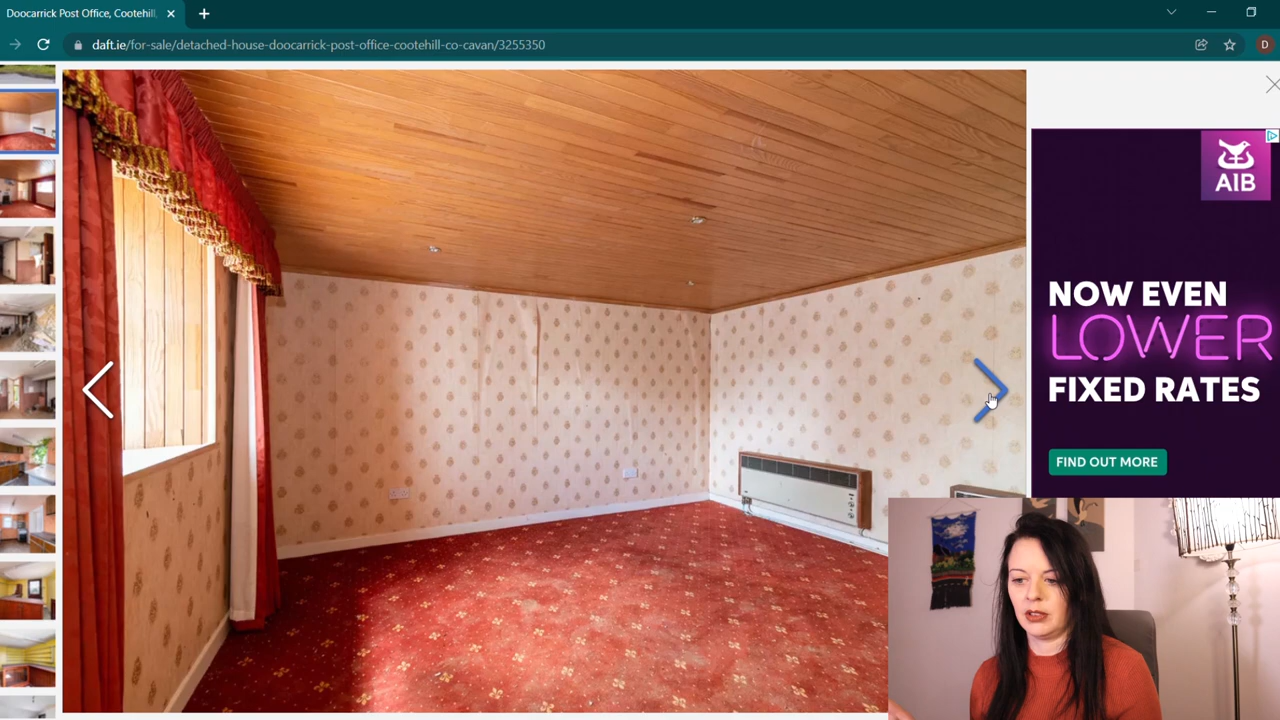 Doocarrick Post Office, Cootehill,
daft.ie/for-sale/detached-house-doocarrick-post-office-cootehill-co-cavan/3255350
D
AIB
NOW EVEN
LOWER
FIXED RATES
FIND OUT MORE